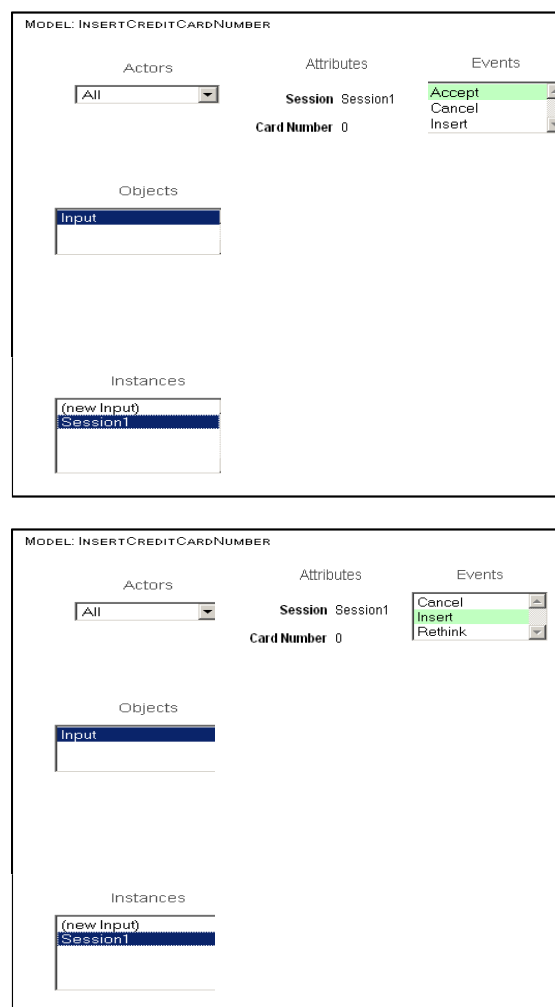 MODEL: INSERTCREDITCARDNUMBER
Actors
Attributes
Events
All
Session Session1
Card Number 0
Accept
Cancel
Insert
Objects
Input
Instances
(new Input)
Session1
MODEL: INSERTCREDITCARDNUMBER
Actors
Attributes
Events
All
Session Session1
Card Number 0
Cancel
Insert
Rethink
Objects
Input
Instances
(new Input)
Session1